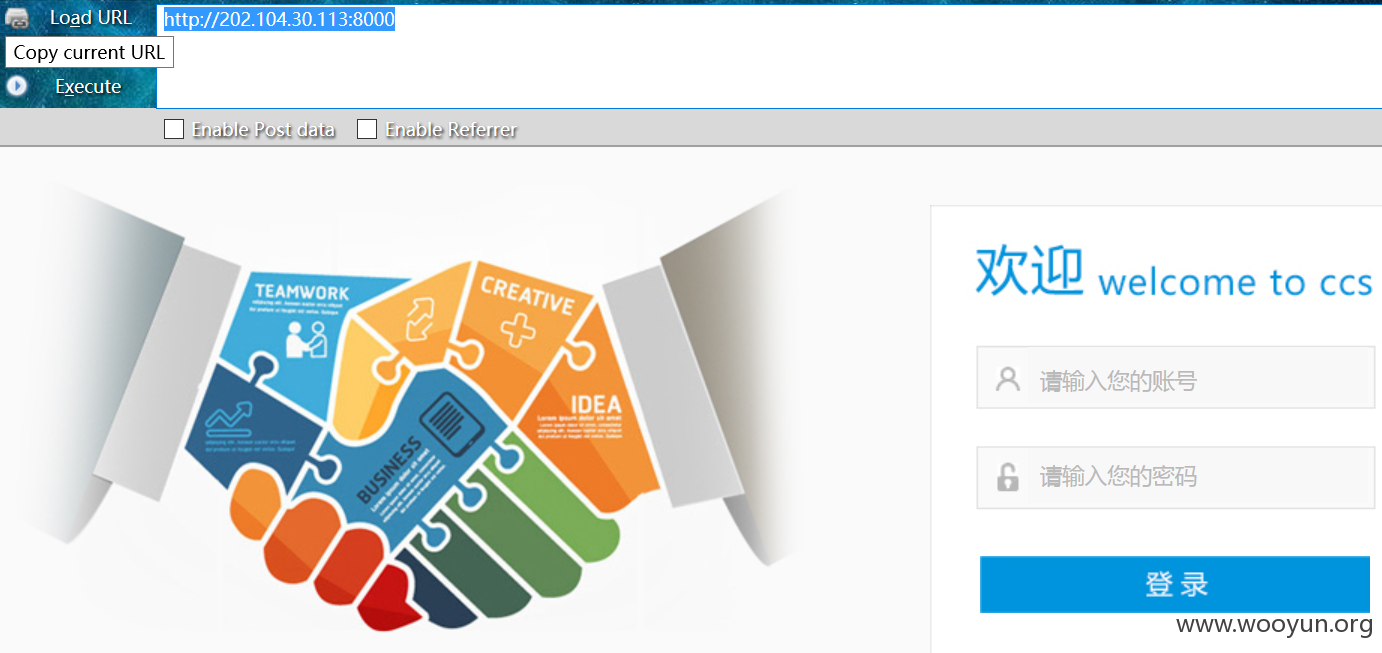 Load URL
http://202.104.30.113:8000
Copy current URL
Execute
Enable Post data
Enable Referrer
TEAMWORK
CREATIVE
IDEA
BUSINESS
欢迎 welcome to ccs
请输入您的账号
请输入您的密码
登录
www.wooyun.org